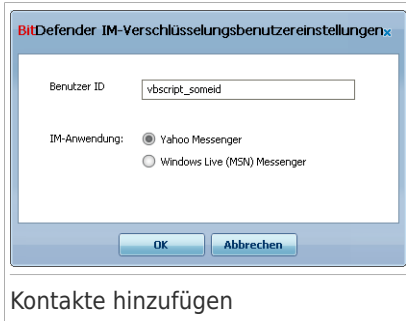 BitDefender IM-Verschlüsselungsbenutzereinstellungen x
Benutzer ID vbscript_someid
IM-Anwendung: Yahoo Messenger
Windows Live (MSN) Messenger
OK Abbrechen
Kontakte hinzufügen